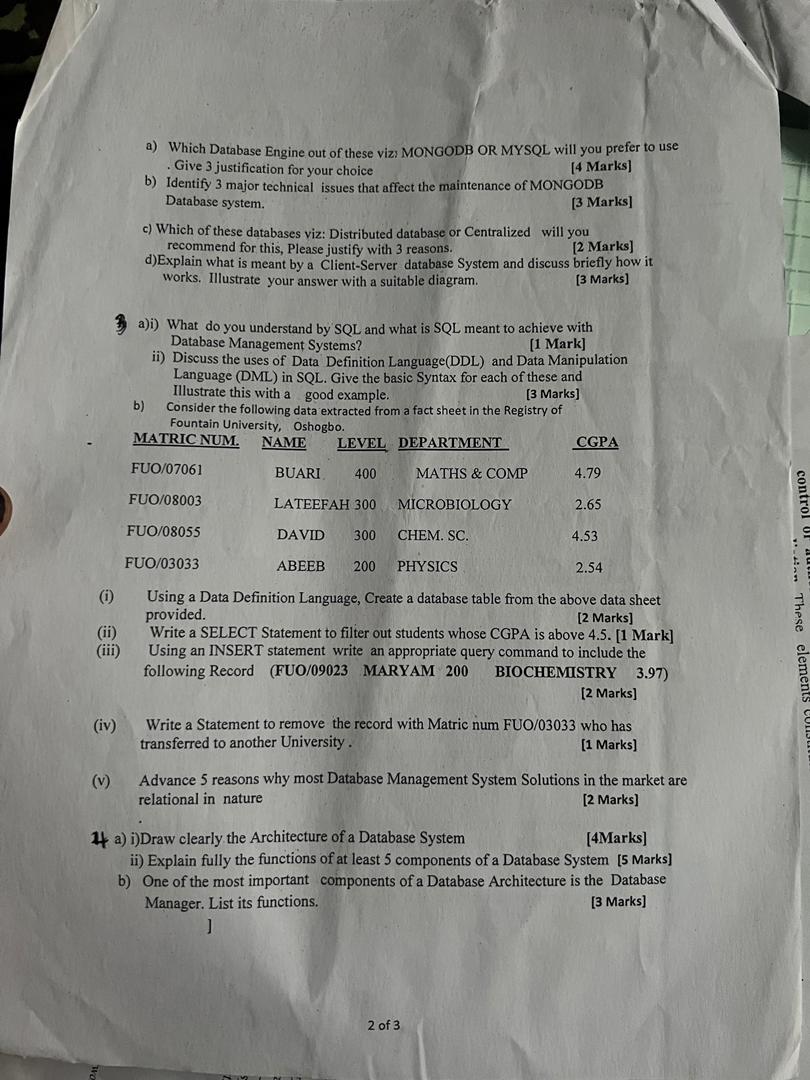 a) Which Database Engine out of these viz: MONGODB OR MYSQL will you prefer to use
. Give 3 justification for your choice [4 Marks]
b) Identify 3 major technical issues that affect the maintenance of MONGODB
Database system. [3 Marks]
c) Which of these databases viz: Distributed database or Centralized will you
recommend for this, Please justify with 3 reasons. [2 Marks]
d)Explain what is meant by a Client-Server database System and discuss briefly how it
works. Illustrate your answer with a suitable diagram. [3 Marks]
3 a)i) What do you understand by SQL and what is SQL meant to achieve with
Database Management Systems? [1 Mark]
ii) Discuss the uses of Data Definition Language(DDL) and Data Manipulation
Language (DML) in SQL. Give the basic Syntax for each of these and
Illustrate this with a good example. [3 Marks]
b) Consider the following data extracted from a fact sheet in the Registry of
Fountain University, Oshogbo.
MATRIC NUM. NAME LEVEL DEPARTMENT CGPA
FUO/07061 BUARI 400 MATHS & COMP 4.79
FUO/08003 LATEEFAH 300 MICROBIOLOGY 2.65
FUO/08055 DAVID 300 CHEM. SC. 4.53
FUO/03033 ABEEB 200 PHYSICS 2.54
(i) Using a Data Definition Language, Create a database table from the above data sheet
provided. [2 Marks]
(ii) Write a SELECT Statement to filter out students whose CGPA is above 4.5. [1 Mark]
(iii) Using an INSERT statement write an appropriate query command to include the
following Record (FUO/09023 MARYAM 200 BIOCHEMISTRY 3.97)
[2 Marks]
(iv) Write a Statement to remove the record with Matric num FUO/03033 who has
transferred to another University . [1 Marks]
(v) Advance 5 reasons why most Database Management System Solutions in the market are
relational in nature [2 Marks]
4 a) i)Draw clearly the Architecture of a Database System [4Marks]
ii) Explain fully the functions of at least 5 components of a Database System [5 Marks]
b) One of the most important components of a Database Architecture is the Database
Manager. List its functions. [3 Marks]
]
2 of 3
control of
These elements